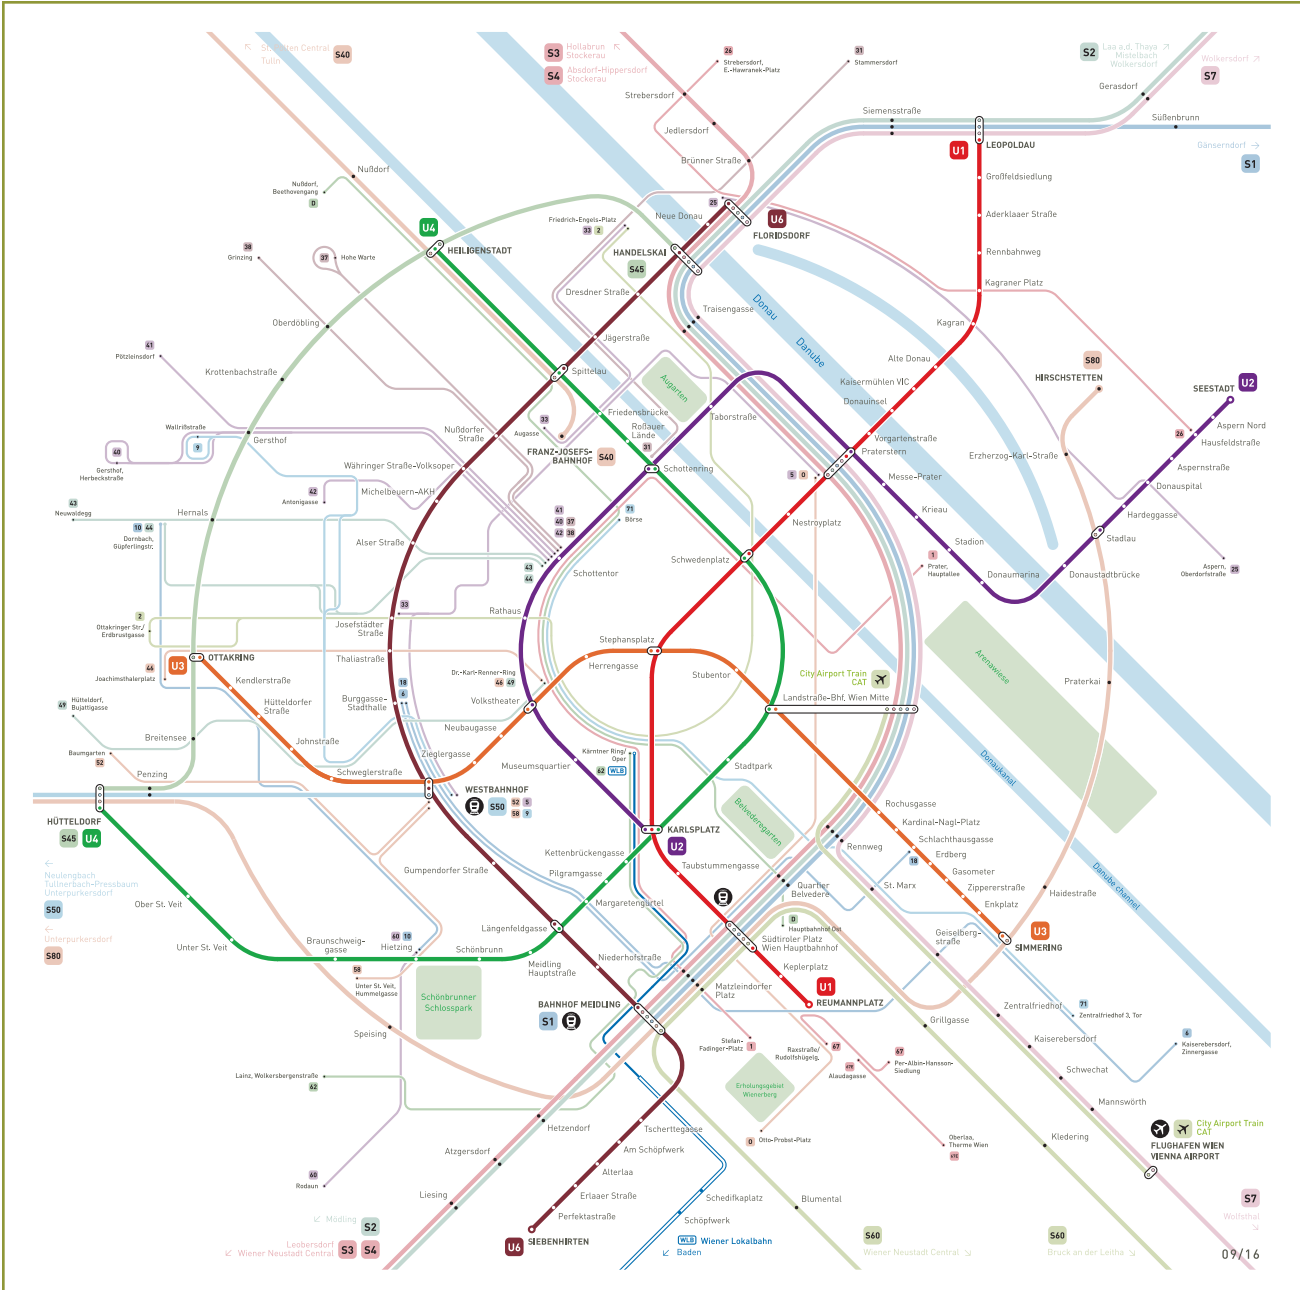 St. Pölten Central
Tulln
S40
S3
Hollabrun
Stockerau
S4
Absdorf-Hippersdorf
Stockerau
26
Strebersdorf,
E.-Hawranek-Platz
31
Stammersdorf
S2
Laa a.d. Thaya
Mistelbach
Wolkersdorf
Wolkersdorf
S7
Gerasdorf
Strebersdorf
Siemensstraße
Süßenbrunn
Jedlersdorf
U1
LEOPOLDAU
Gänserndorf
S1
Brünner Straße
Nußdorf
Großfeldsiedlung
Nußdorf,
Beethovengang
D
25
Neue Donau
U6
FLORIDSDORF
Aderklaaer Straße
Friedrich-Engels-Platz
33
2
U4
HEILIGENSTADT
38
Grinzing
37
Hohe Warte
HANDELSKAI
S45
Rennbahnweg
Dresdner Straße
Kagraner Platz
Traisengasse
Donau
Danube
Kagran
Oberdöbling
Jägerstraße
41
Pötzleinsdorf
Alte Donau
S80
HIRSCHSTETTEN
Krottenbachstraße
Spittelau
Augarten
Kaisermühlen VIC
SEESTADT
U2
Donauinsel
Friedensbrücke
Taborstraße
Aspern Nord
Wallrißstraße
9
Gersthof
Nußdorfer
Straße
33
Augasse
Roßauer
Lände
31
Vorgartenstraße
26
Hausfeldstraße
40
Gersthof,
Herbeckstraße
FRANZ-JOSEFS-
BAHNHOF
S40
Praterstern
Erzherzog-Karl-Straße
Aspernstraße
Währinger Straße-Volksoper
Schottenring
5
O
Messe-Prater
Donauspital
42
Antonigasse
Michelbeuern-AKH
43
Neuwaldegg
Hernals
41
40
37
42
38
71
Börse
Krieau
Hardeggasse
10
44
Dornbach,
Güpferlingstr.
Nestroyplatz
Alser Straße
Stadion
Stadlau
43
44
Schottentor
Schwedenplatz
1
Prater,
Hauptallee
Donaumarina
Donaustadtbrücke
Aspern,
Oberdorfstraße
25
2
Ottakringer Str./
Erdbrustgasse
33
Josefstädter
Straße
Rathaus
U3
OTTAKRING
Thaliastraße
Stephansplatz
Herrengasse
Arenawiese
46
Joachimsthalerplatz
Kendlerstraße
Dr.-Karl-Renner-Ring
46
49
Stubentor
City Airport Train
CAT
Praterkai
18
6
Burggasse-
Stadthalle
Volkstheater
Landstraße-Bhf. Wien Mitte
49
Hütteldorf,
Bujattigasse
Hütteldorfer
Straße
Neubaugasse
Breitensee
Johnstraße
Zieglergasse
Kärntner Ring/
Oper
62
WLB
Stadtpark
Donaukanal
Baumgarten
52
Penzing
Schweglerstraße
Museumsquartier
WESTBAHNHOF
S50
52
5
58
9
Belvederegarten
Rochusgasse
HÜTTELDORF
S45
U4
KARLSPLATZ
U2
Kardinal-Nagl-Platz
Schlachthausgasse
Kettenbrückengasse
Rennweg
18
Erdberg
Gumpendorfer Straße
Pilgramgasse
Taubstummengasse
Gasometer
Danube channel
Neulengbach
Tullnerbach-Pressbaum
Unterpurkersdorf
S50
Quartier
Belvedere
St. Marx
Zippererstraße
Haidestraße
Ober St. Veit
Margaretengürtel
Enkplatz
Unterpurkersdorf
S80
Unter St. Veit
Braunschweig-
gasse
60
10
Hietzing
Schönbrunn
Längenfeldgasse
D
Hauptbahnhof Ost
Geiselberg-
straße
U3
SIMMERING
Meidling
Hauptstraße
Niederhofstraße
Südtiroler Platz
Wien Hauptbahnhof
Keplerplatz
58
Unter St. Veit,
Hummelgasse
Schönbrunner
Schlosspark
Matzleindorfer
Platz
U1
REUMANNPLATZ
Zentralfriedhof
71
Zentralfriedhof 3, Tor
BAHNHOF MEIDLING
S1
Grillgasse
Speising
Stefan-
Fadinger-Platz
1
Raxstraße/
Rudolfshügelg.
67
67
Kaiserebersdorf
6
Kaiserebersdorf,
Zinnergasse
Per-Albin-Hansson-
Siedlung
Alaudagasse
Schwechat
Lainz, Wolkersbergenstraße
62
Erholungsgebiet
Wienerberg
Mannswörth
Hetzendorf
Tscherttegasse
O
Otto-Probst-Platz
Oberlaa,
Therme Wien
City Airport Train
CAT
Atzgersdorf
Am Schöpfwerk
Kledering
FLUGHAFEN WIEN
VIENNA AIRPORT
60
Rodaun
Alterlaa
Liesing
Erlaaer Straße
Schedifkaplatz
Blumental
S7
Wolfsthal
Mödling
S2
Perfektastraße
Schöpfwerk
Leobersdorf
Wiener Neustadt Central
S3
S4
U6
SIEBENHIRTEN
WLB
Wiener Lokalbahn
Baden
S60
Wiener Neustadt Central
S60
Bruck an der Leitha
09/16